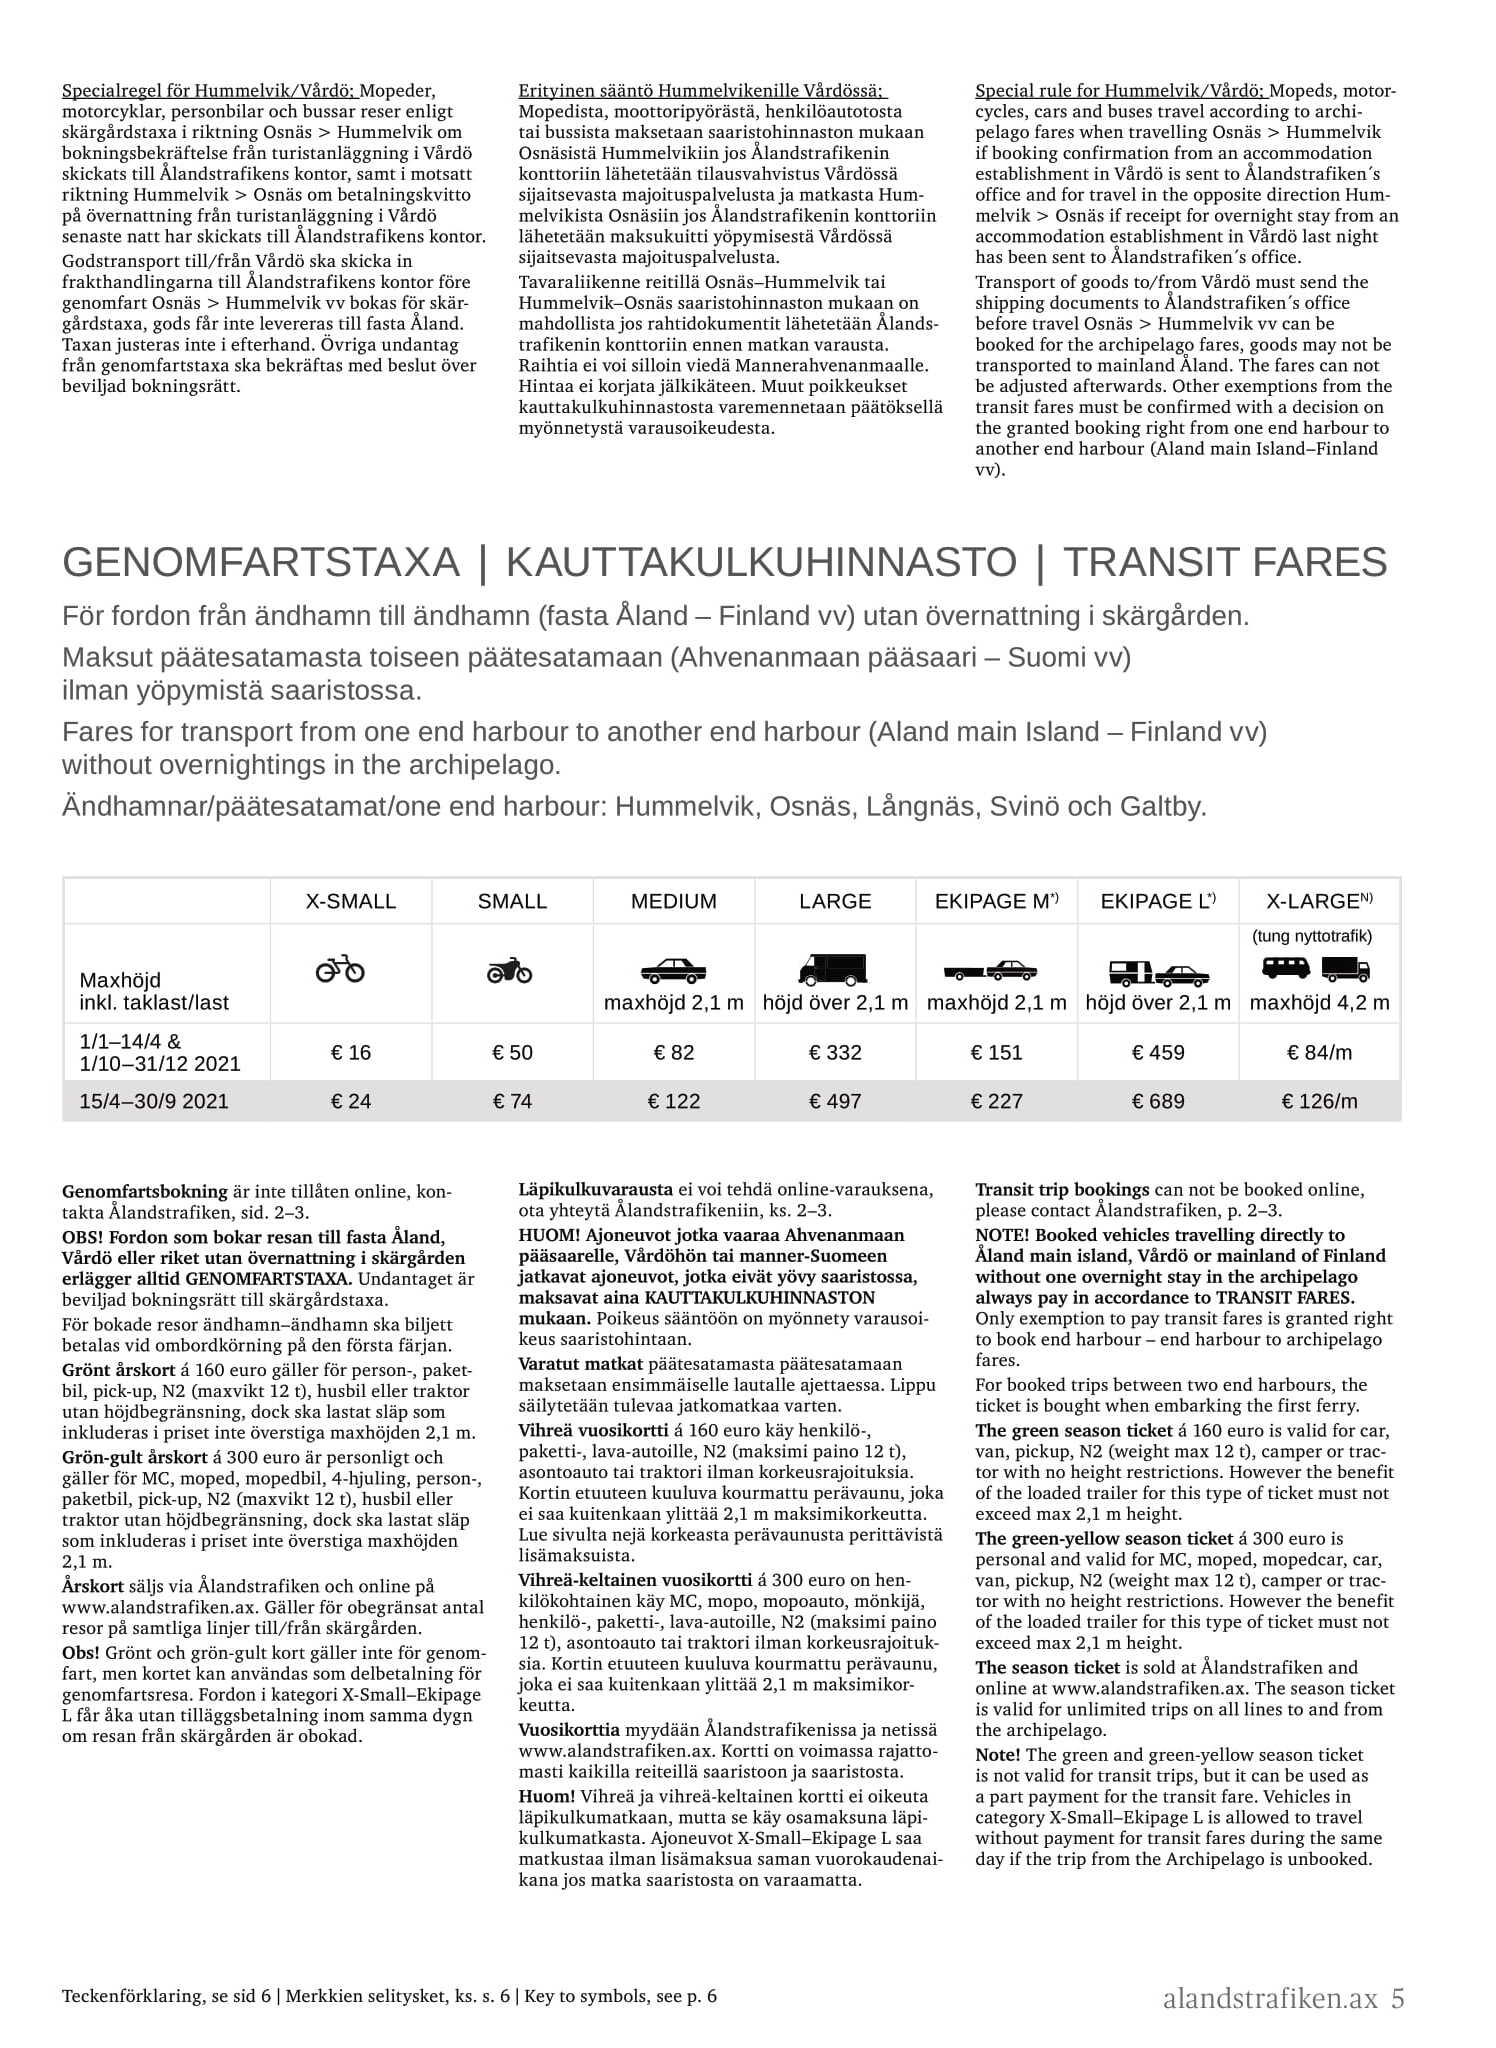 Specialregel för Hummelvik/Vårdö; Mopeder,
motorcyklar, personbilar och bussar reser enligt
skärgårdstaxa i riktning Osnäs > Hummelvik om
bokningsbekräftelse från turistanläggning i Vårdö
skickats till Ålandstrafikens kontor, samt i motsatt
riktning Hummelvik > Osnäs om betalningskvitto
på övernattning från turistanläggning i Vårdö
senaste natt har skickats till Ålandstrafikens kontor.
Godstransport till/från Vårdö ska skicka in
frakthandlingarna till Ålandstrafikens kontor före
genomfart Osnäs > Hummelvik vv bokas för skär-
gårdstaxa, gods får inte levereras till fasta Åland.
Taxan justeras inte i efterhand. Övriga undantag
från genomfartstaxa ska bekräftas med beslut över
beviljad bokningsrätt.
Erityinen sääntö Hummelvikenille Vårdössä;
Mopedista, moottoripyörästä, henkilöautotosta
tai bussista maksetaan saaristohinnaston mukaan
Osnäsistä Hummelvikiin jos Ålandstrafikenin
konttoriin lähetetään tilausvahvistus Vårdössä
sijaitsevasta majoituspalvelusta ja matkasta Hum-
melvikista Osnäsiin jos Ålandstrafikenin konttoriin
lähetetään maksukuitti yöpymisestä Vårdössä
sijaitsevasta majoituspalvelusta.
Tavaraliikenne reitillä Osnäs–Hummelvik tai
Hummelvik–Osnäs saaristohinnaston mukaan on
mahdollista jos rahtidokumentit lähetetään Ålands-
trafikenin konttoriin ennen matkan varausta.
Raihtia ei voi silloin viedä Mannerahvenanmaalle.
Hintaa ei korjata jälkikäteen. Muut poikkeukset
kauttakulkuhinnastosta varemennetaan päätöksellä
myönnetystä varausoikeudesta.
Special rule for Hummelvik/Vårdö; Mopeds, motor-
cycles, cars and buses travel according to archi-
pelago fares when travelling Osnäs > Hummelvik
if booking confirmation from an accommodation
establishment in Vårdö is sent to Ålandstrafiken´s
office and for travel in the opposite direction Hum-
melvik > Osnäs if receipt for overnight stay from an
accommodation establishment in Vårdö last night
has been sent to Ålandstrafiken´s office.
Transport of goods to/from Vårdö must send the
shipping documents to Ålandstrafiken´s office
before travel Osnäs > Hummelvik vv can be
booked for the archipelago fares, goods may not be
transported to mainland Åland. The fares can not
be adjusted afterwards. Other exemptions from the
transit fares must be confirmed with a decision on
the granted booking right from one end harbour to
another end harbour (Aland main Island–Finland
vv).
GENOMFARTSTAXA | KAUTTAKULKUHINNASTO | TRANSIT FARES
För fordon från ändhamn till ändhamn (fasta Åland – Finland vv) utan övernattning i skärgården.
Maksut päätesatamasta toiseen päätesatamaan (Ahvenanmaan pääsaari – Suomi vv)
ilman yöpymistä saaristossa.
Fares for transport from one end harbour to another end harbour (Aland main Island – Finland vv)
without overnightings in the archipelago.
Ändhamnar/päätesatamat/one end harbour: Hummelvik, Osnäs, Långnäs, Svinö och Galtby.
X-SMALL SMALL MEDIUM LARGE EKIPAGE M*) EKIPAGE L*) X-LARGEN)
(tung nyttotrafik)
Maxhöjd
inkl. taklast/last maxhöjd 2,1 m höjd över 2,1 m maxhöjd 2,1 m höjd över 2,1 m maxhöjd 4,2 m
1/1–14/4 &
1/10–31/12 2021 € 16 € 50 € 82 € 332 € 151 € 459 € 84/m
15/4–30/9 2021 € 24 € 74 € 122 € 497 € 227 € 689 € 126/m
Genomfartsbokning är inte tillåten online, kon-
takta Ålandstrafiken, sid. 2–3.
OBS! Fordon som bokar resan till fasta Åland,
Vårdö eller riket utan övernattning i skärgården
erlägger alltid GENOMFARTSTAXA. Undantaget är
beviljad bokningsrätt till skärgårdstaxa.
För bokade resor ändhamn–ändhamn ska biljett
betalas vid ombordkörning på den första färjan.
Grönt årskort á 160 euro gäller för person-, paket-
bil, pick-up, N2 (maxvikt 12 t), husbil eller traktor
utan höjdbegränsning, dock ska lastat släp som
inkluderas i priset inte överstiga maxhöjden 2,1 m.
Grön-gult årskort á 300 euro är personligt och
gäller för MC, moped, mopedbil, 4-hjuling, person-,
paketbil, pick-up, N2 (maxvikt 12 t), husbil eller
traktor utan höjdbegränsning, dock ska lastat släp
som inkluderas i priset inte överstiga maxhöjden
2,1 m.
Årskort säljs via Ålandstrafiken och online på
www.alandstrafiken.ax. Gäller för obegränsat antal
resor på samtliga linjer till/från skärgården.
Obs! Grönt och grön-gult kort gäller inte för genom-
fart, men kortet kan användas som delbetalning för
genomfartsresa. Fordon i kategori X-Small–Ekipage
L får åka utan tilläggsbetalning inom samma dygn
om resan från skärgården är obokad.
Läpikulkuvarausta ei voi tehdä online-varauksena,
ota yhteytä Ålandstrafikeniin, ks. 2–3.
HUOM! Ajoneuvot jotka vaaraa Ahvenanmaan
pääsaarelle, Vårdöhön tai manner-Suomeen
jatkavat ajoneuvot, jotka eivät yövy saaristossa,
maksavat aina KAUTTAKULKUHINNASTON
mukaan. Poikeus sääntöön on myönnety varausoi-
keus saaristohintaan.
Varatut matkat päätesatamasta päätesatamaan
maksetaan ensimmäiselle lautalle ajettaessa. Lippu
säilytetään tulevaa jatkomatkaa varten.
Vihreä vuosikortti á 160 euro käy henkilö-,
paketti-, lava-autoille, N2 (maksimi paino 12 t),
asontoauto tai traktori ilman korkeusrajoituksia.
Kortin etuuteen kuuluva kourmattu perävaunu, joka
ei saa kuitenkaan ylittää 2,1 m maksimikorkeutta.
Lue sivulta nejä korkeasta perävaunusta perittävistä
lisämaksuista.
Vihreä-keltainen vuosikortti á 300 euro on hen-
kilökohtainen käy MC, mopo, mopoauto, mönkijä,
henkilö-, paketti-, lava-autoille, N2 (maksimi paino
12 t), asontoauto tai traktori ilman korkeusrajoituk-
sia. Kortin etuuteen kuuluva kourmattu perävaunu,
joka ei saa kuitenkaan ylittää 2,1 m maksimikor-
keutta.
Vuosikorttia myydään Ålandstrafikenissa ja netissä
www.alandstrafiken.ax. Kortti on voimassa rajatto-
masti kaikilla reiteillä saaristoon ja saaristosta.
Huom! Vihreä ja vihreä-keltainen kortti ei oikeuta
läpikulkumatkaan, mutta se käy osamaksuna läpi-
kulkumatkasta. Ajoneuvot X-Small–Ekipage L saa
matkustaa ilman lisämaksua saman vuorokaudenai-
kana jos matka saaristosta on varaamatta.
Transit trip bookings can not be booked online,
please contact Ålandstrafiken, p. 2–3.
NOTE! Booked vehicles travelling directly to
Åland main island, Vårdö or mainland of Finland
without one overnight stay in the archipelago
always pay in accordance to TRANSIT FARES.
Only exemption to pay transit fares is granted right
to book end harbour – end harbour to archipelago
fares.
For booked trips between two end harbours, the
ticket is bought when embarking the first ferry.
The green season ticket á 160 euro is valid for car,
van, pickup, N2 (weight max 12 t), camper or trac-
tor with no height restrictions. However the benefit
of the loaded trailer for this type of ticket must not
exceed max 2,1 m height.
The green-yellow season ticket á 300 euro is
personal and valid for MC, moped, mopedcar, car,
van, pickup, N2 (weight max 12 t), camper or trac-
tor with no height restrictions. However the benefit
of the loaded trailer for this type of ticket must not
exceed max 2,1 m height.
The season ticket is sold at Ålandstrafiken and
online at www.alandstrafiken.ax. The season ticket
is valid for unlimited trips on all lines to and from
the archipelago.
Note! The green and green-yellow season ticket
is not valid for transit trips, but it can be used as
a part payment for the transit fare. Vehicles in
category X-Small–Ekipage L is allowed to travel
without payment for transit fares during the same
day if the trip from the Archipelago is unbooked.
Teckenförklaring, se sid 6 | Merkkien selitysket, ks. s. 6 | Key to symbols, see p. 6
alandstrafiken.ax 5